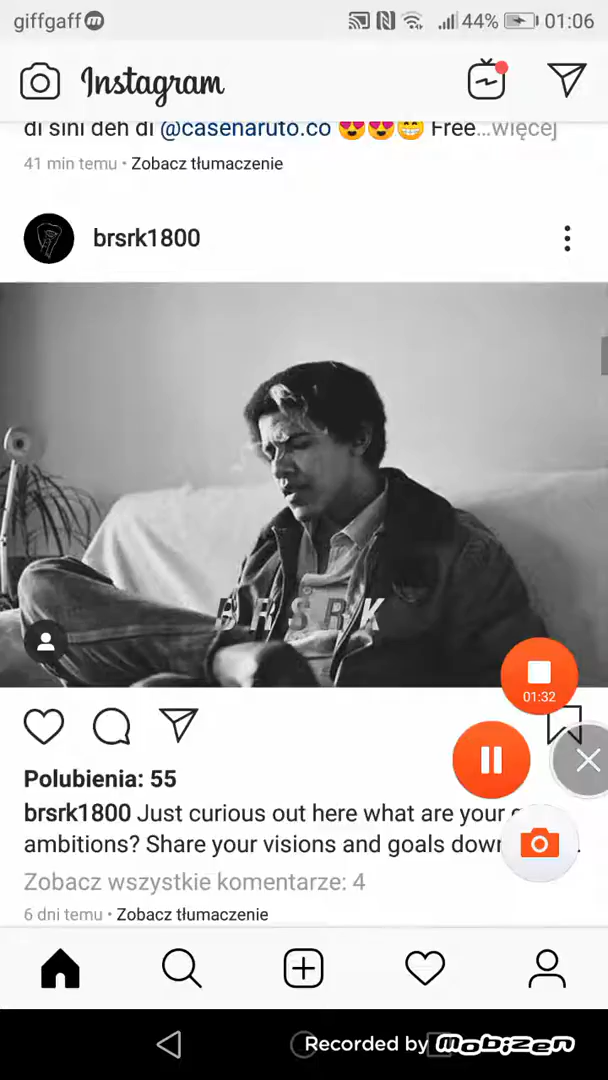 giffgaff
44% 01:06
Instagram
di sini deh di @casenaruto.co 😍😍😁 Free...więcej
41 min temu • Zobacz tłumaczenie
brsrk1800
BRSRK
01:32
Polubienia: 55
brsrk1800 Just curious out here what are your
ambitions? Share your visions and goals down
Zobacz wszystkie komentarze: 4
6 dni temu • Zobacz tłumaczenie
Recorded by Mobizen